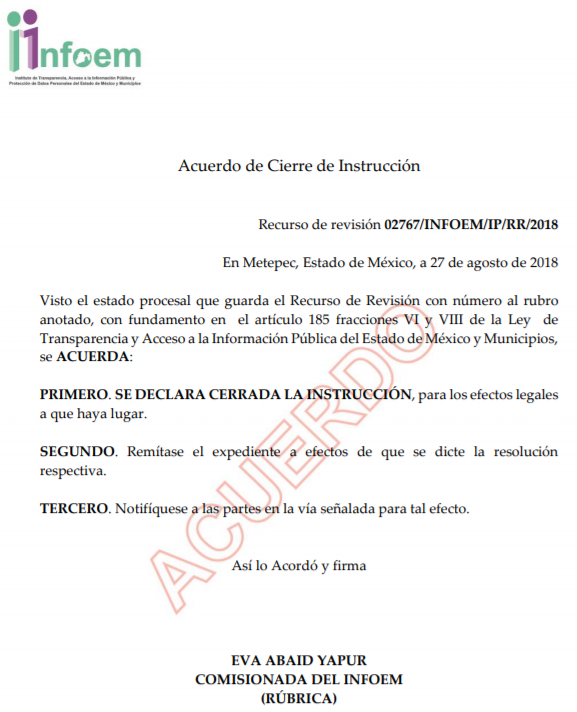 infoem
Instituto de Transparencia, Acceso a la Información Pública y
Protección de Datos Personales del Estado de México y Municipios
Acuerdo de Cierre de Instrucción
Recurso de revisión 02767/INFOEM/IP/RR/2018
En Metepec, Estado de México, a 27 de agosto de 2018
Visto el estado procesal que guarda el Recurso de Revisión con número al rubro
anotado, con fundamento en el artículo 185 fracciones VI y VIII de la Ley de
Transparencia y Acceso a la Información Pública del Estado de México y Municipios,
se ACUERDA:
PRIMERO. SE DECLARA CERRADA LA INSTRUCCIÓN, para los efectos legales
a que haya lugar.
SEGUNDO. Remítase el expediente a efectos de que se dicte la resolución
respectiva.
TERCERO. Notifíquese a las partes en la vía señalada para tal efecto.
ACUERDO
Así lo Acordó y firma
EVA ABAID YAPUR
COMISIONADA DEL INFOEM
(RÚBRICA)